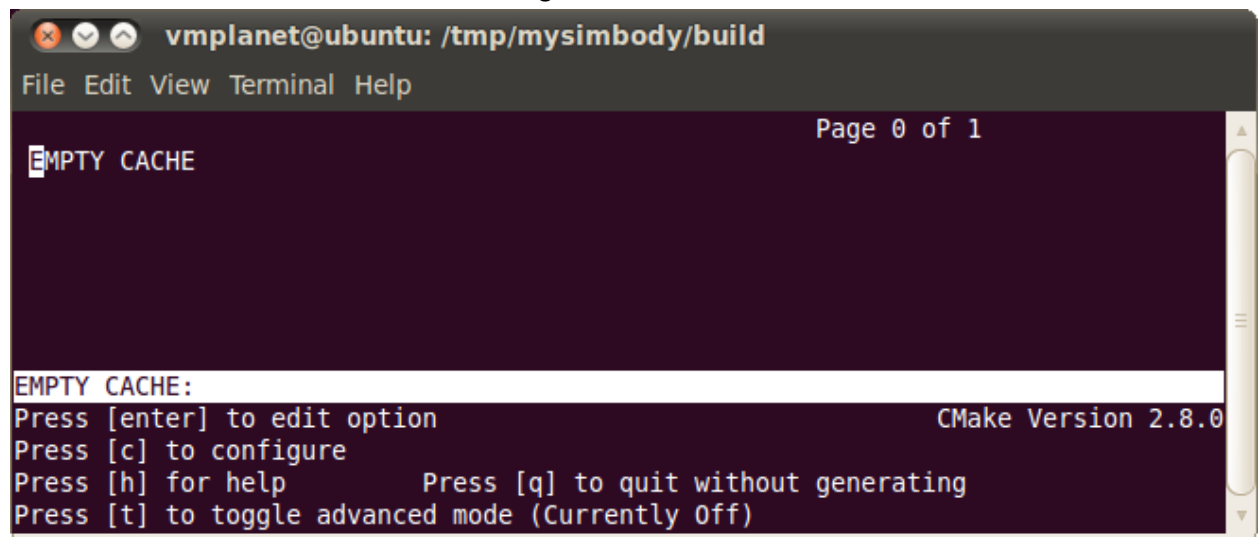 vmplanet@ubuntu: /tmp/mysimbody/build
File Edit View Terminal Help
Page 0 of 1
EMPTY CACHE
EMPTY CACHE:
Press [enter] to edit option CMake Version 2.8.0
Press [c] to configure
Press [h] for help Press [q] to quit without generating
Press [t] to toggle advanced mode (Currently Off)